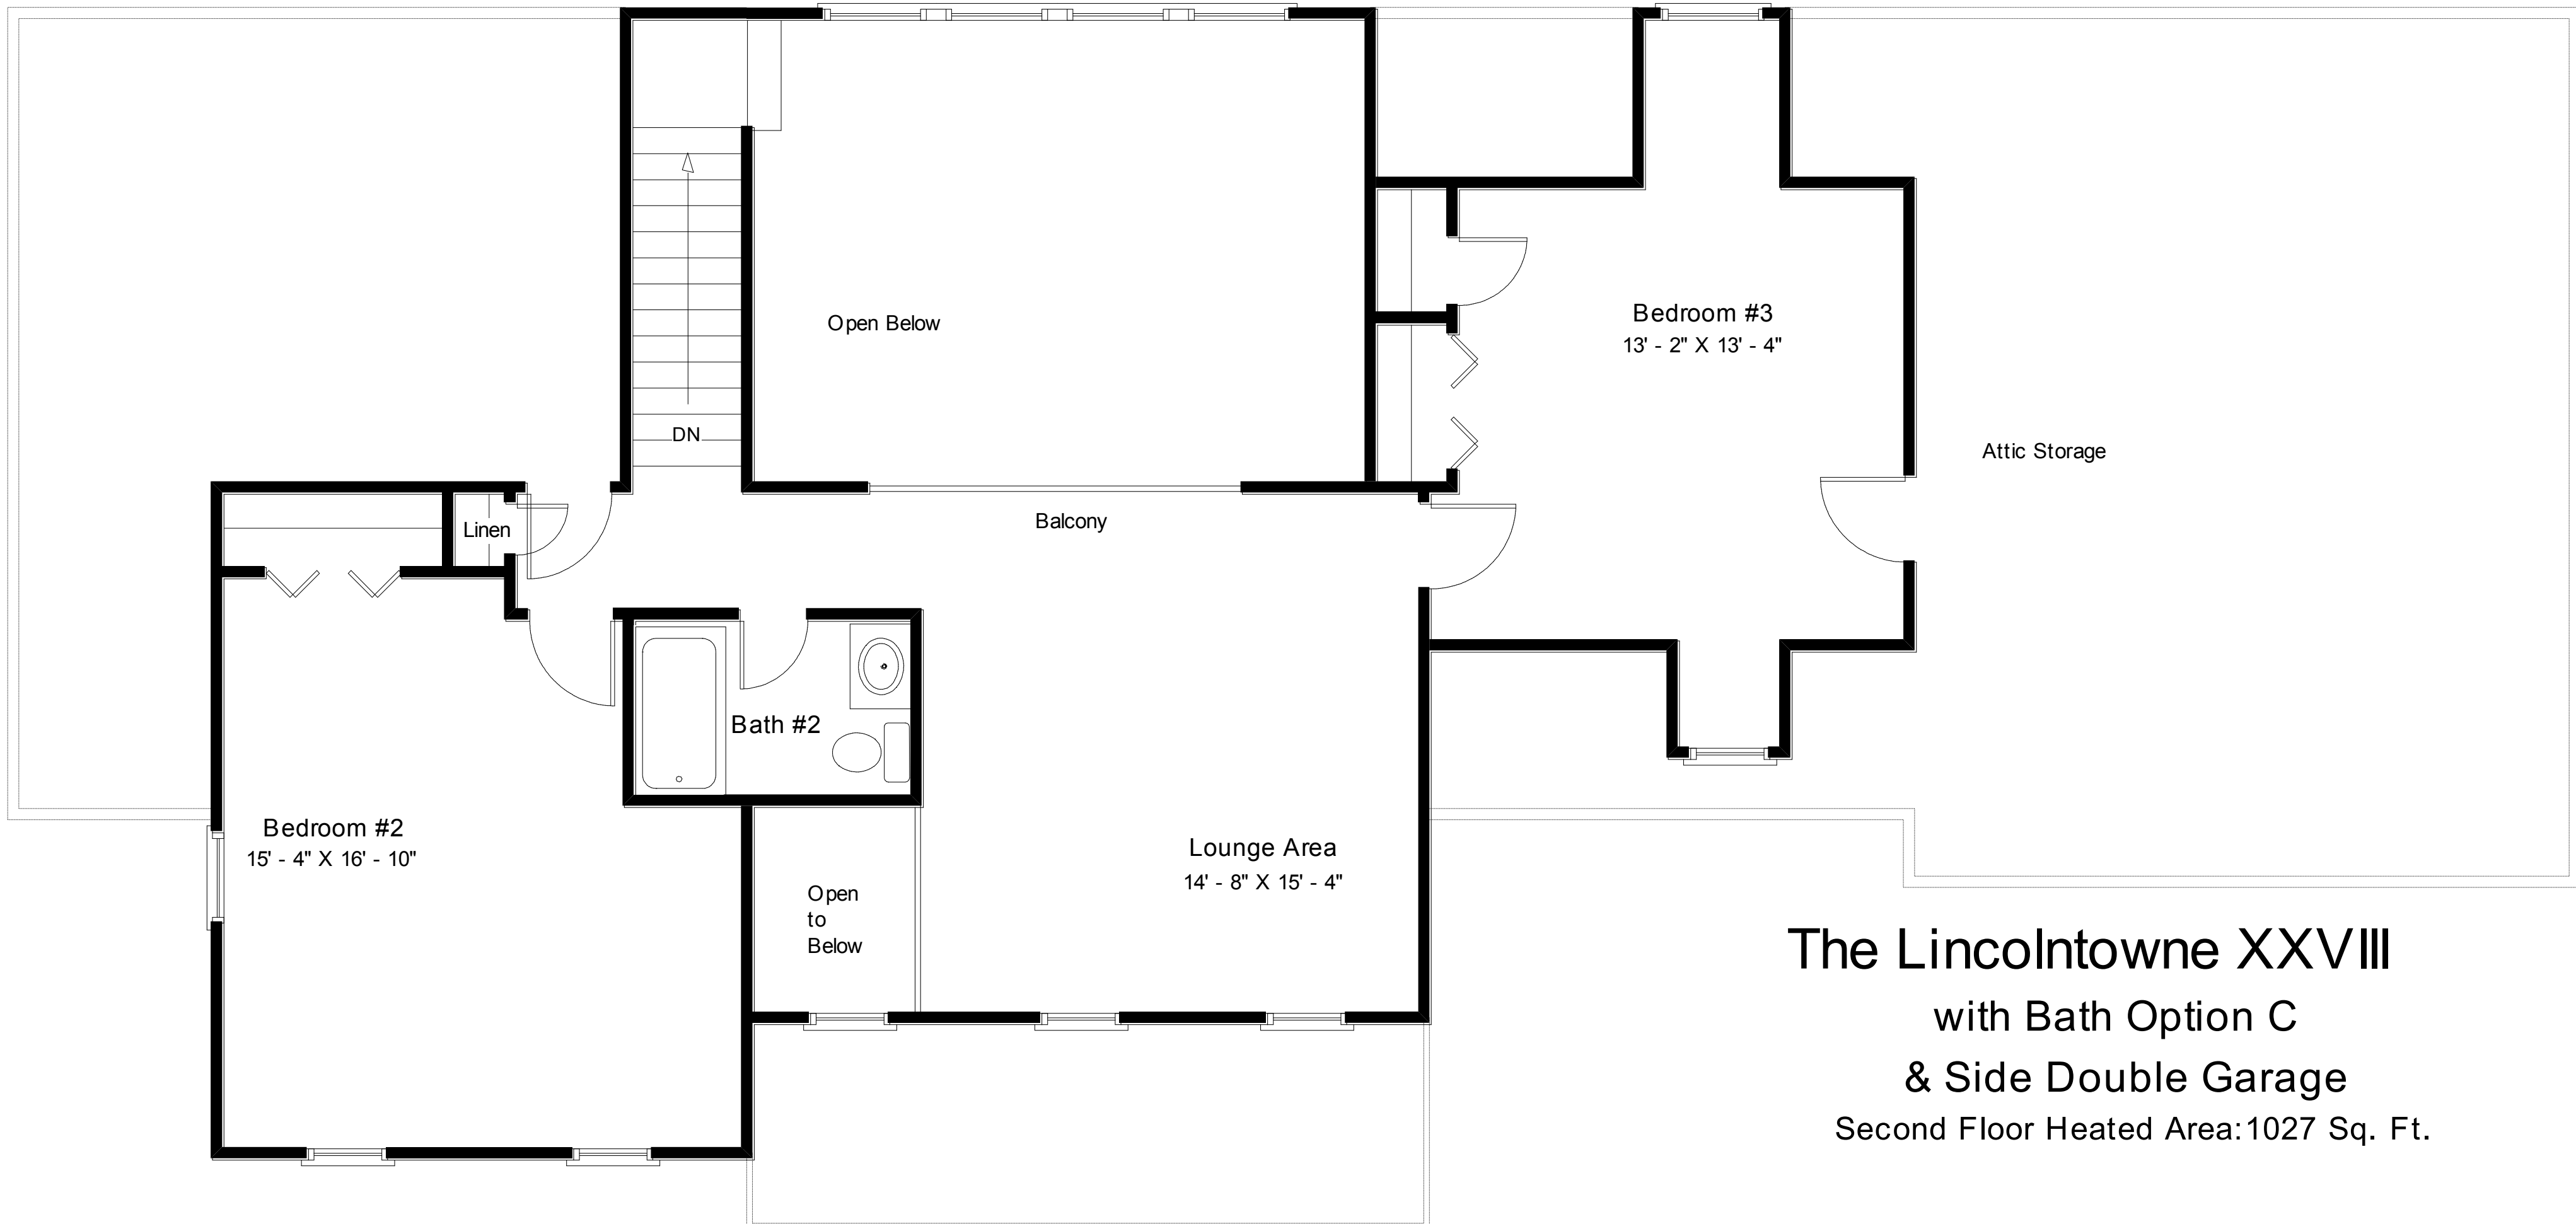 Open Below
Bedroom #3
13' - 2" X 13' - 4"
DN
Attic Storage
Linen
Balcony
Bath #2
Bedroom #2
15' - 4" X 16' - 10"
Lounge Area
14' - 8" X 15' - 4"
Open
to
Below
The Lincolntowne XXVIII
with Bath Option C
& Side Double Garage
Second Floor Heated Area:1027 Sq. Ft.